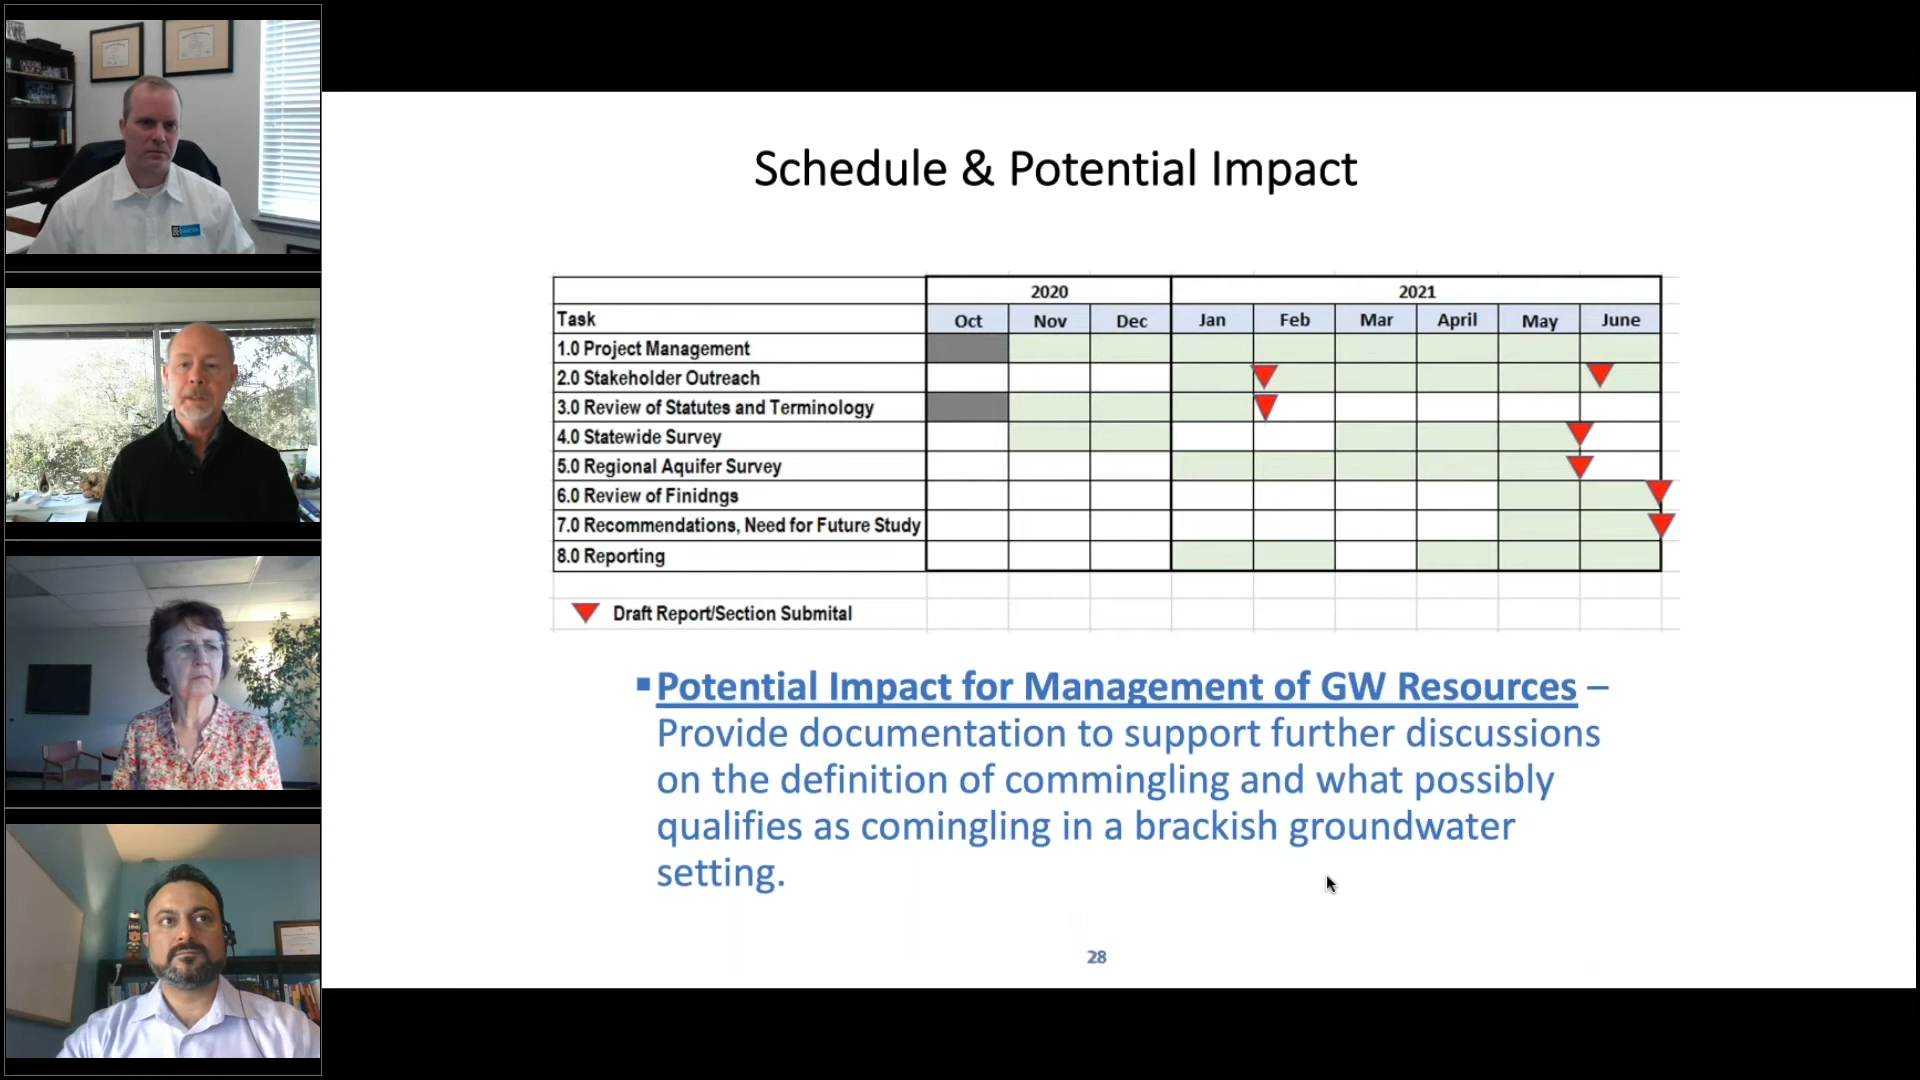 Schedule & Potential Impact
2020 2021
Task Oct Nov Dec Jan Feb Mar April May June
1.0 Project Management
2.0 Stakeholder Outreach
3.0 Review of Statutes and Terminology
4.0 Statewide Survey
5.0 Regional Aquifer Survey
6.0 Review of Finidngs
7.0 Recommendations, Need for Future Study
8.0 Reporting
Draft Report/Section Submital
▪Potential Impact for Management of GW Resources –
Provide documentation to support further discussions
on the definition of commingling and what possibly
qualifies as comingling in a brackish groundwater
setting.
28